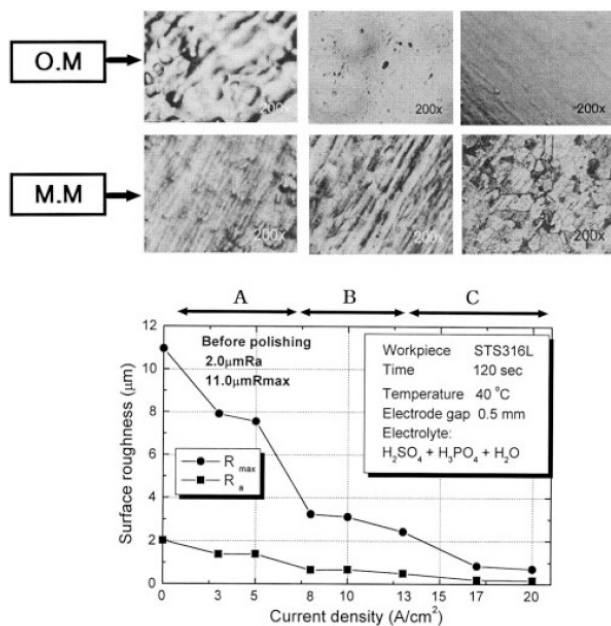 O.M
200x
200x
200x
M.M
200x
200x
200x
A
B
C
Before polishing
2.0μmRa
11.0μmRmax
Workpiece STS316L
Time 120 sec
Temperature 40 °C
Electrode gap 0.5 mm
Electrolyte:
H₂SO₄ + H₃PO₄ + H₂O
R max
R a
Surface roughness (μm)
12
10
8
6
4
2
0
0 3 5 8 10 13 15 17 20
Current density (A/cm²)